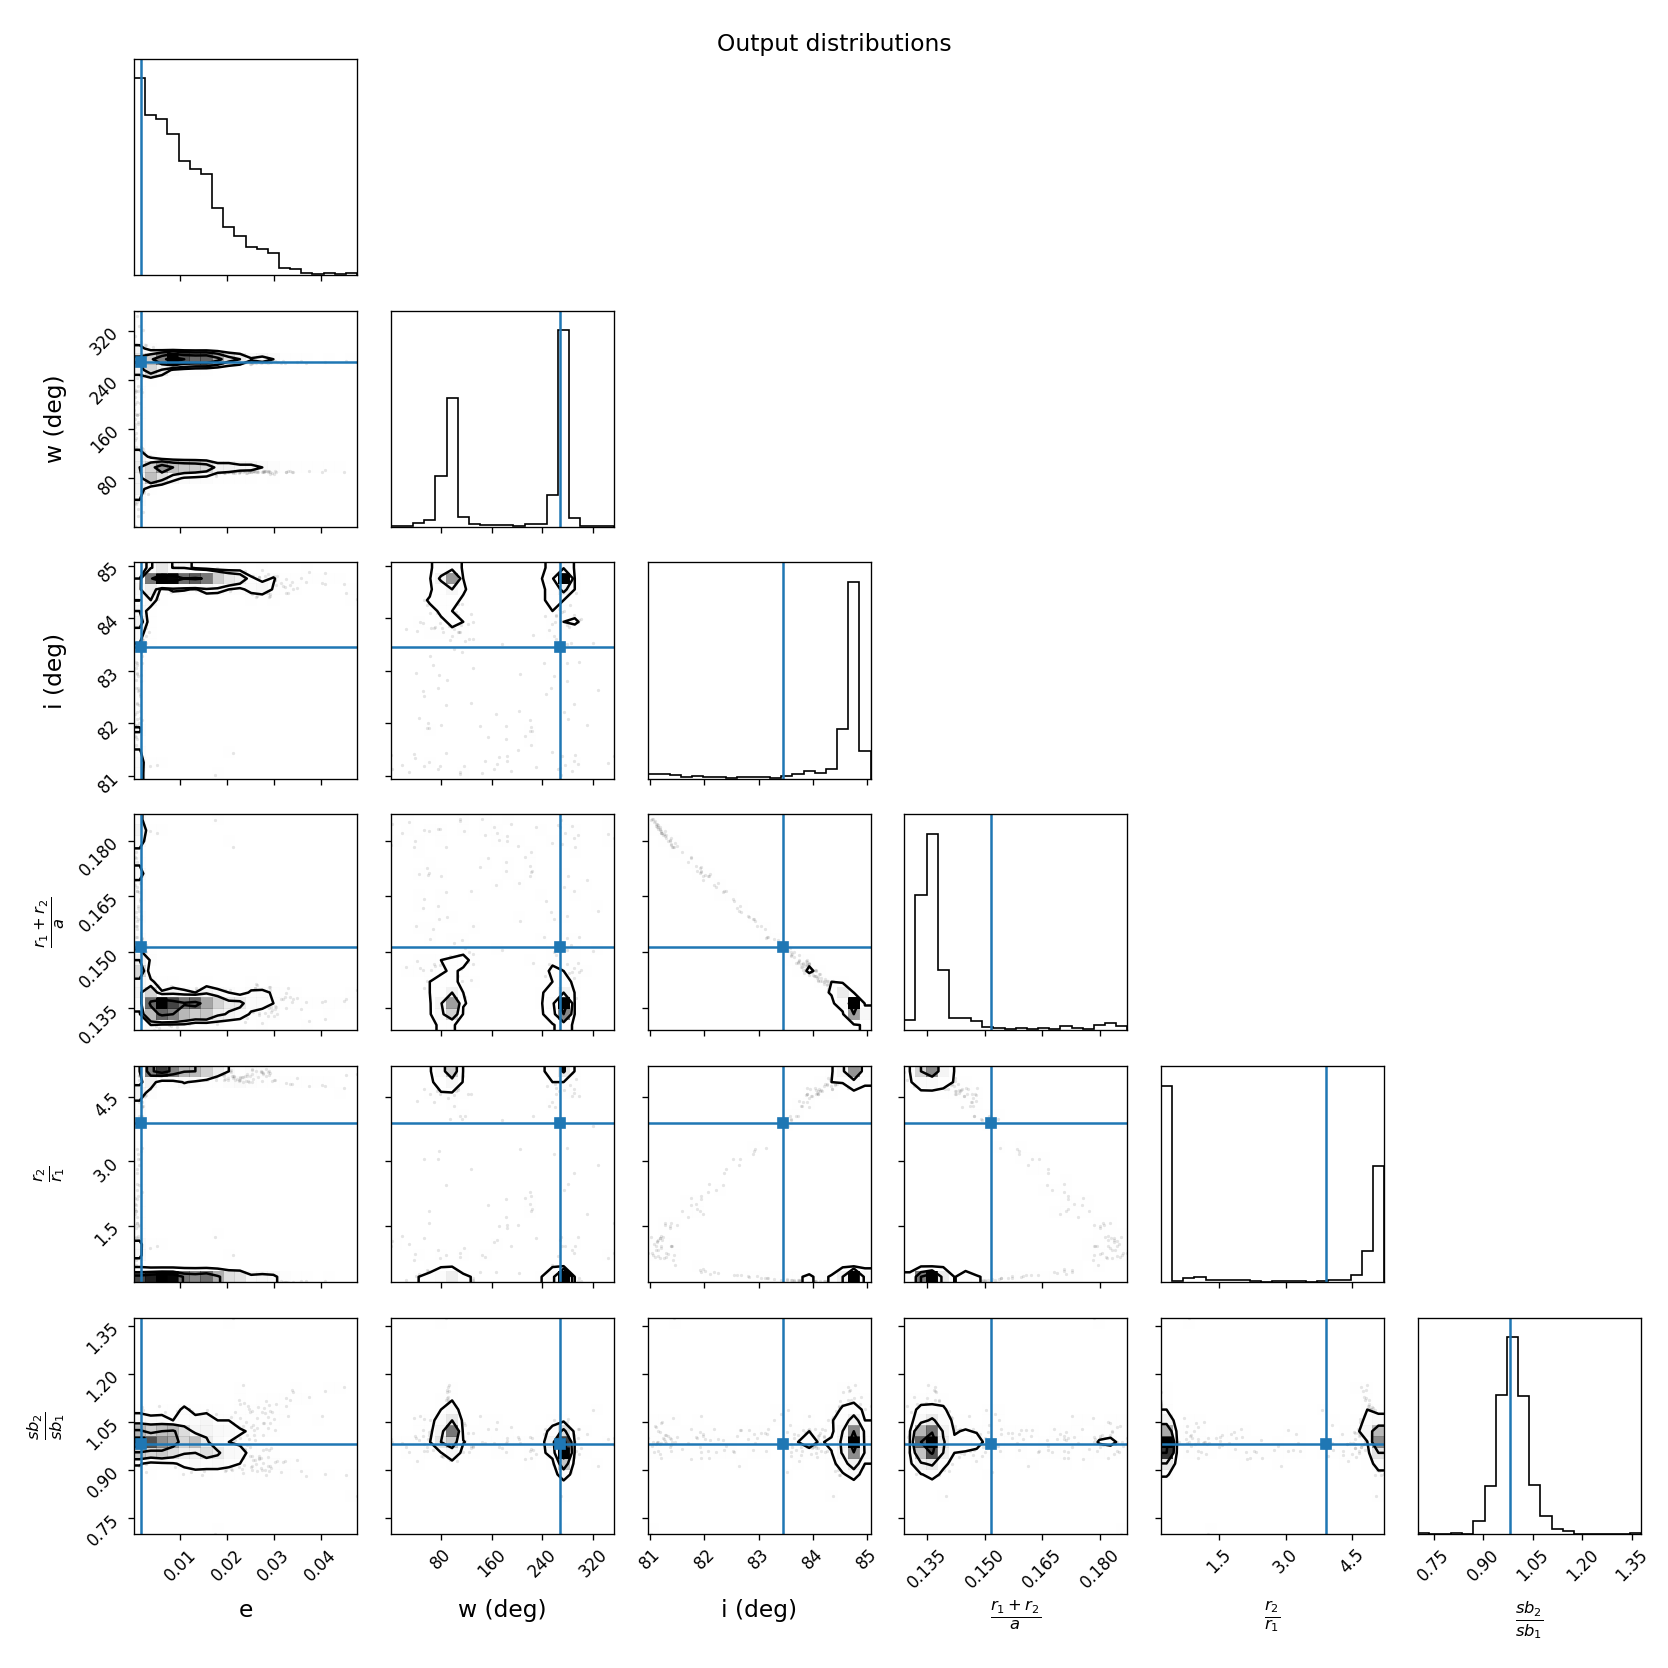 Output distributions
w (deg)
320
240
160
80
i (deg)
85
84
83
82
81
r₁ + r₂
a
0.180
0.165
0.150
0.135
r₂
r₁
4.5
3.0
1.5
sb₂
sb₁
1.35
1.20
1.05
0.90
0.75
0.01 0.02 0.03 0.04 80 160 240 320 81 82 83 84 85 0.135 0.150 0.165 0.180 1.5 3.0 4.5 0.75 0.90 1.05 1.20 1.35
e w (deg) i (deg) r₁ + r₂ r₂ sb₂
a r₁ sb₁